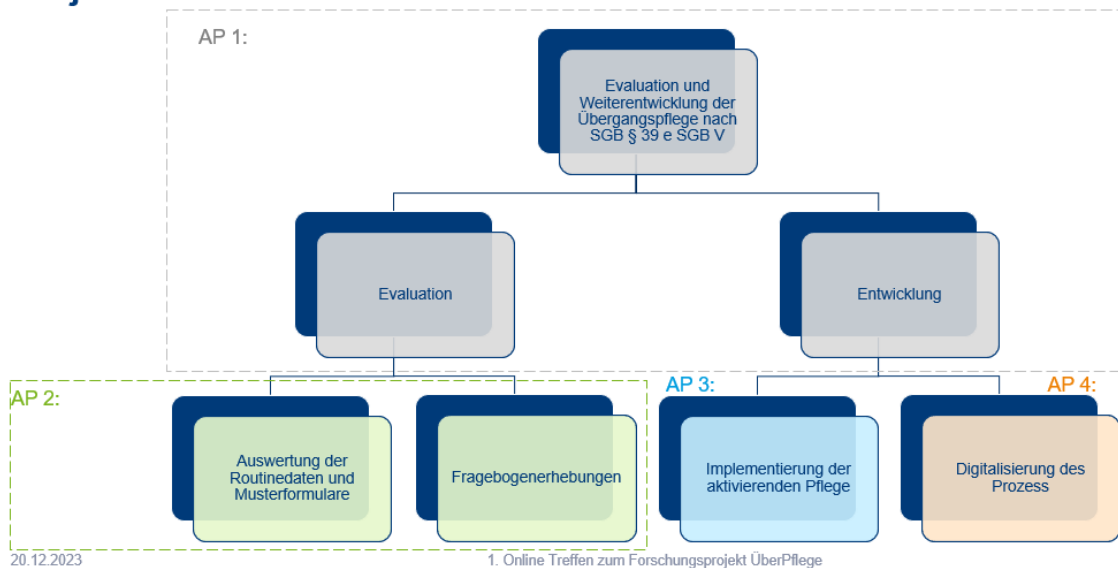 AP 1:
Evaluation und
Weiterentwicklung der
Übergangspflege nach
SGB § 39 e SGB V
Evaluation
Entwicklung
AP 2:
AP 3:
AP 4:
Auswertung der
Routinedaten und
Musterformulare
Fragebogenerhebungen
Implementierung der
aktivierenden Pflege
Digitalisierung des
Prozess
20.12.2023
1. Online Treffen zum Forschungsprojekt ÜberPflege